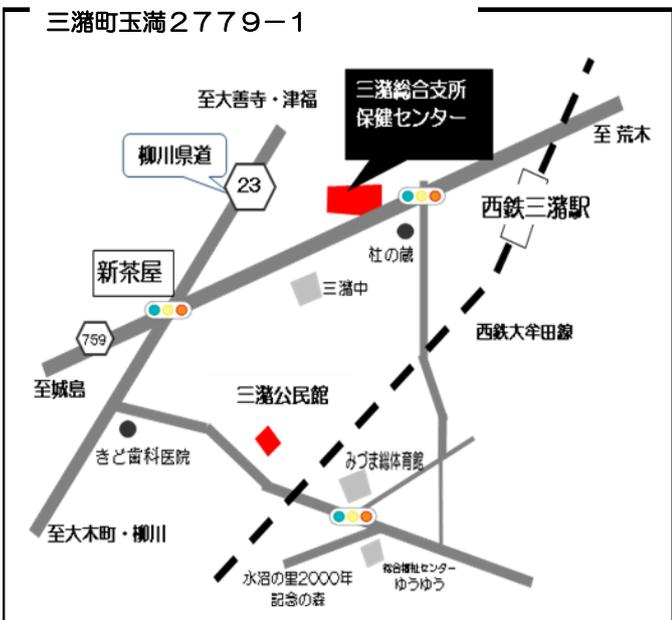 三潴町玉満2779-1
至大善寺・津福
三潴総合支所
保健センター
至 荒木
柳川県道
23
西鉄三潴駅
杜の蔵
新茶屋
三潴中
759
西鉄大牟田線
至城島
三潴公民館
きど歯科医院
みづま総体育館
至大木町・柳川
水沼の里2000年
記念の森
総合福祉センター
ゆうゆう